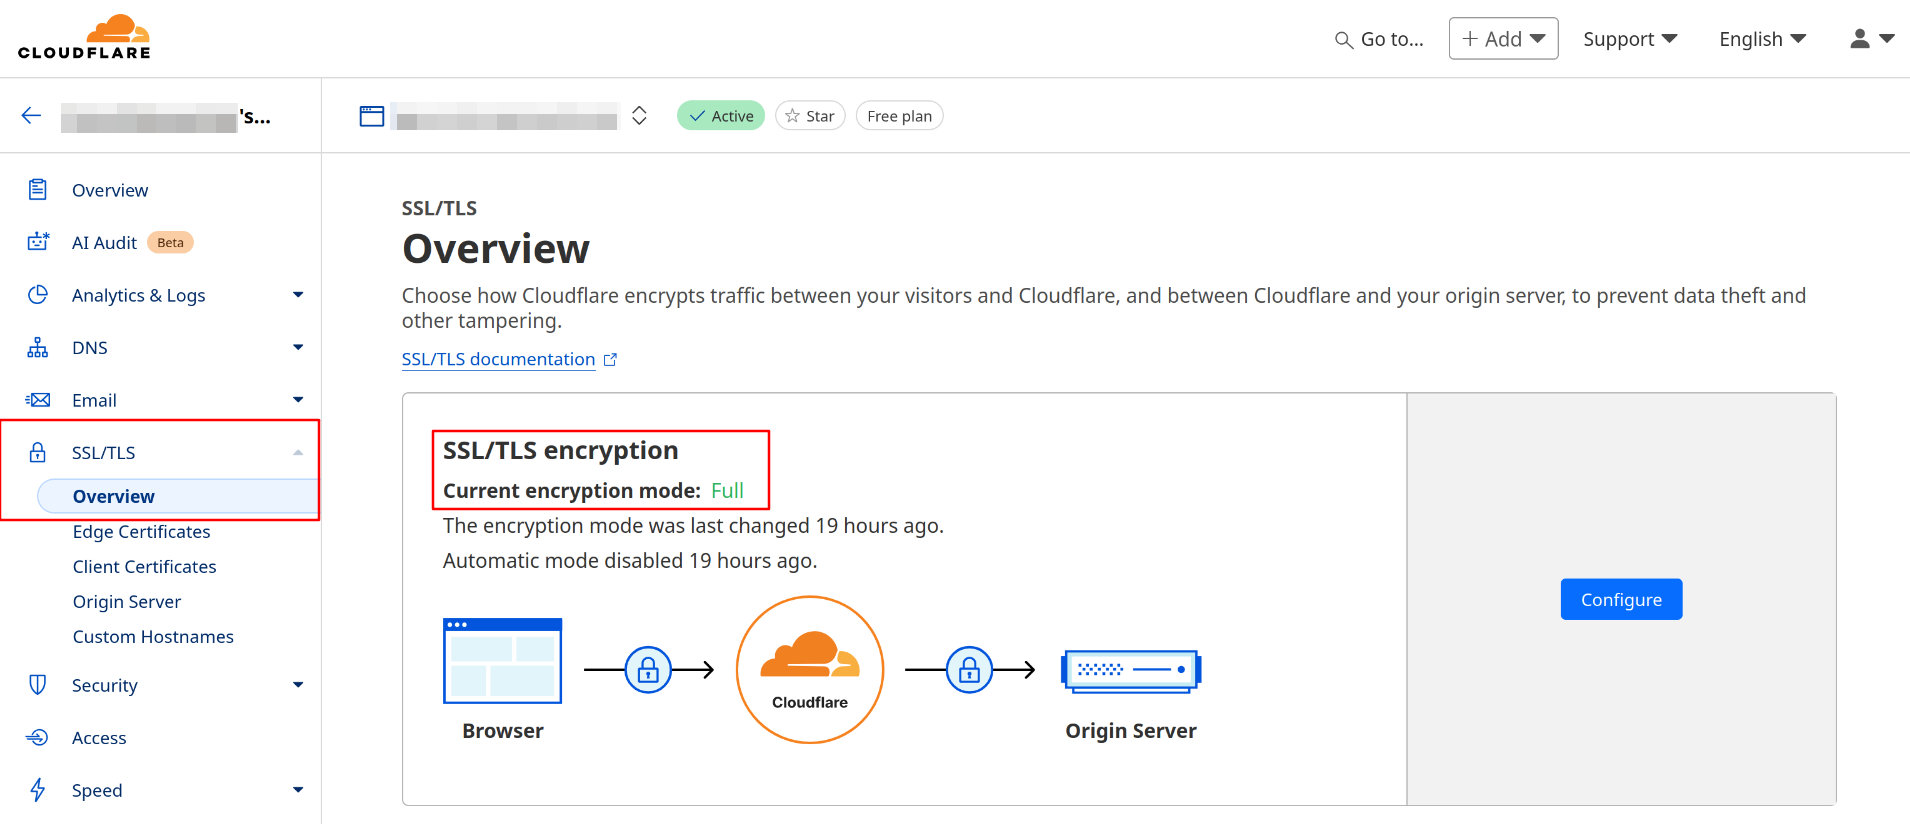 CLOUDFLARE
Go to...
+ Add
Support
English
's...
Active
Star
Free plan
Overview
AI Audit Beta
Analytics & Logs
DNS
Email
SSL/TLS
Overview
Edge Certificates
Client Certificates
Origin Server
Custom Hostnames
Security
Access
Speed
SSL/TLS
Overview
Choose how Cloudflare encrypts traffic between your visitors and Cloudflare, and between Cloudflare and your origin server, to prevent data theft and
other tampering.
SSL/TLS documentation
SSL/TLS encryption
Current encryption mode: Full
The encryption mode was last changed 19 hours ago.
Automatic mode disabled 19 hours ago.
Cloudflare
Browser
Origin Server
Configure